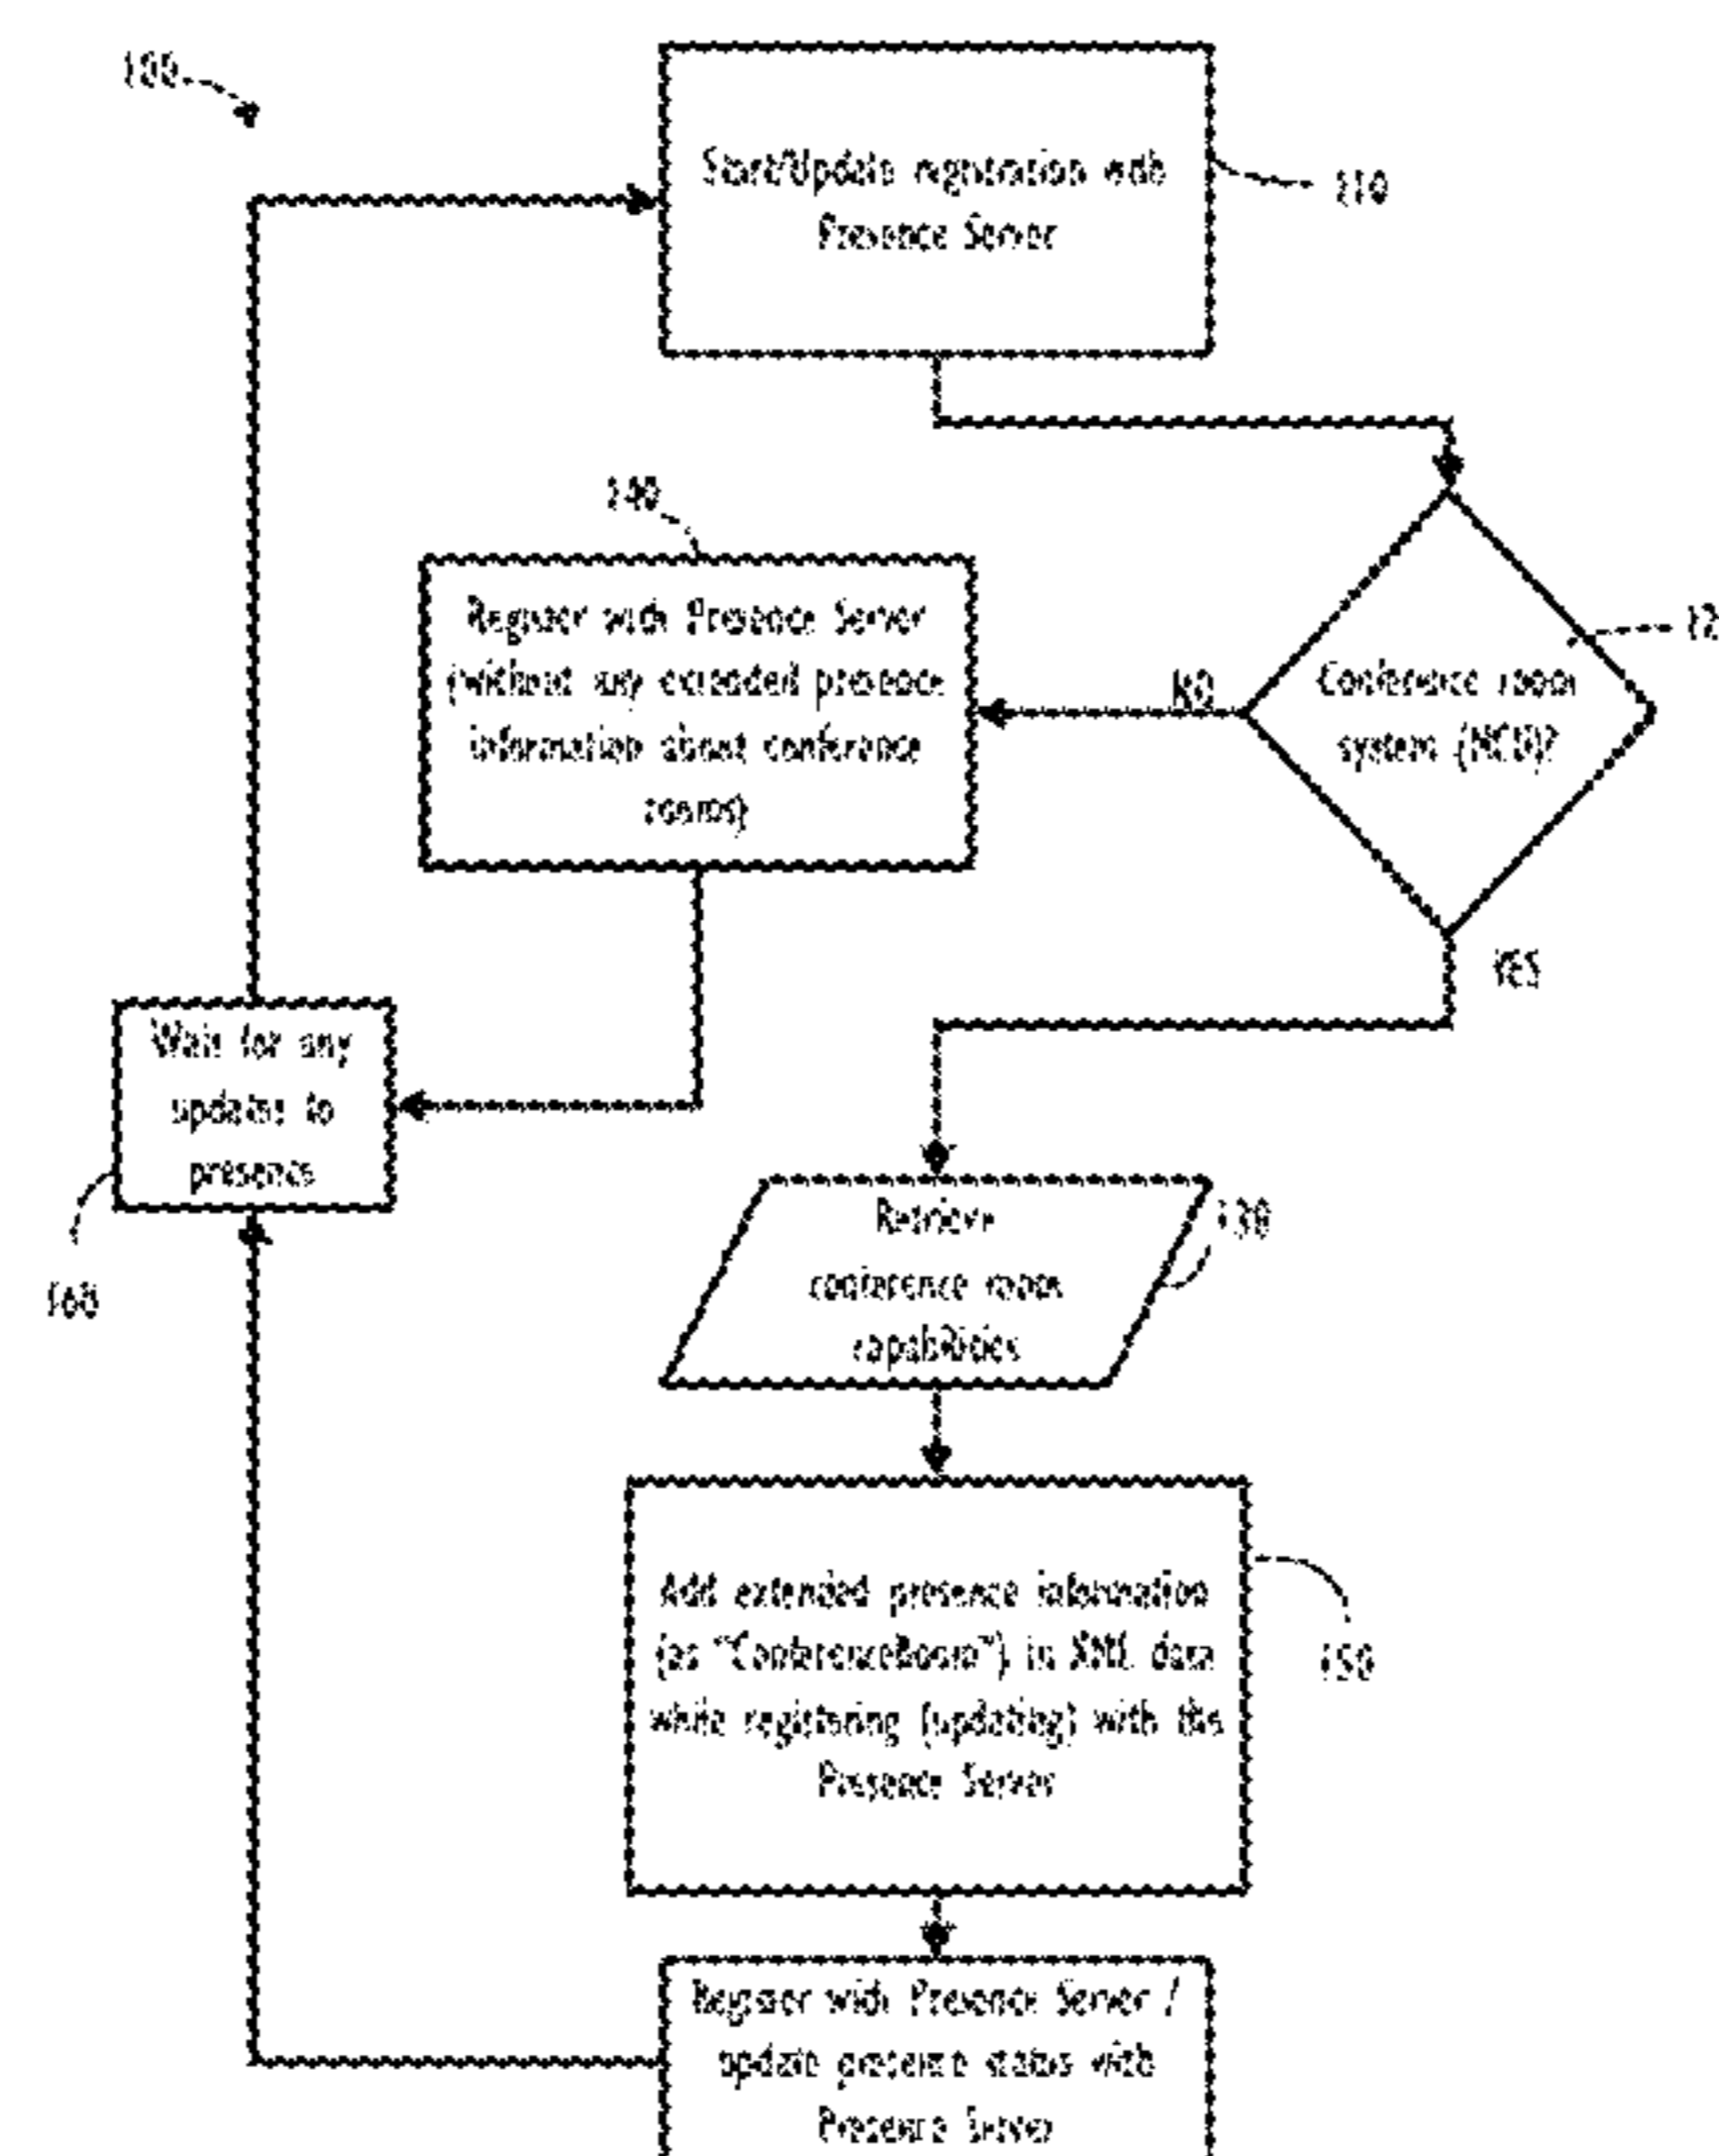 100
Start/Update registration with
Presence Server
110
140
Register with Presence Server
(without any extended presence
information about conference
rooms)
NO
Conference room
system (MCU)?
12
YES
Wait for any
updates to
presence
160
Retrieve
conference room
capabilities
130
Add extended presence information
(as "ConferenceRoom") in XML data
while registering (updating) with the
Presence Server
150
Register with Presence Server /
update presence status with
Presence Server